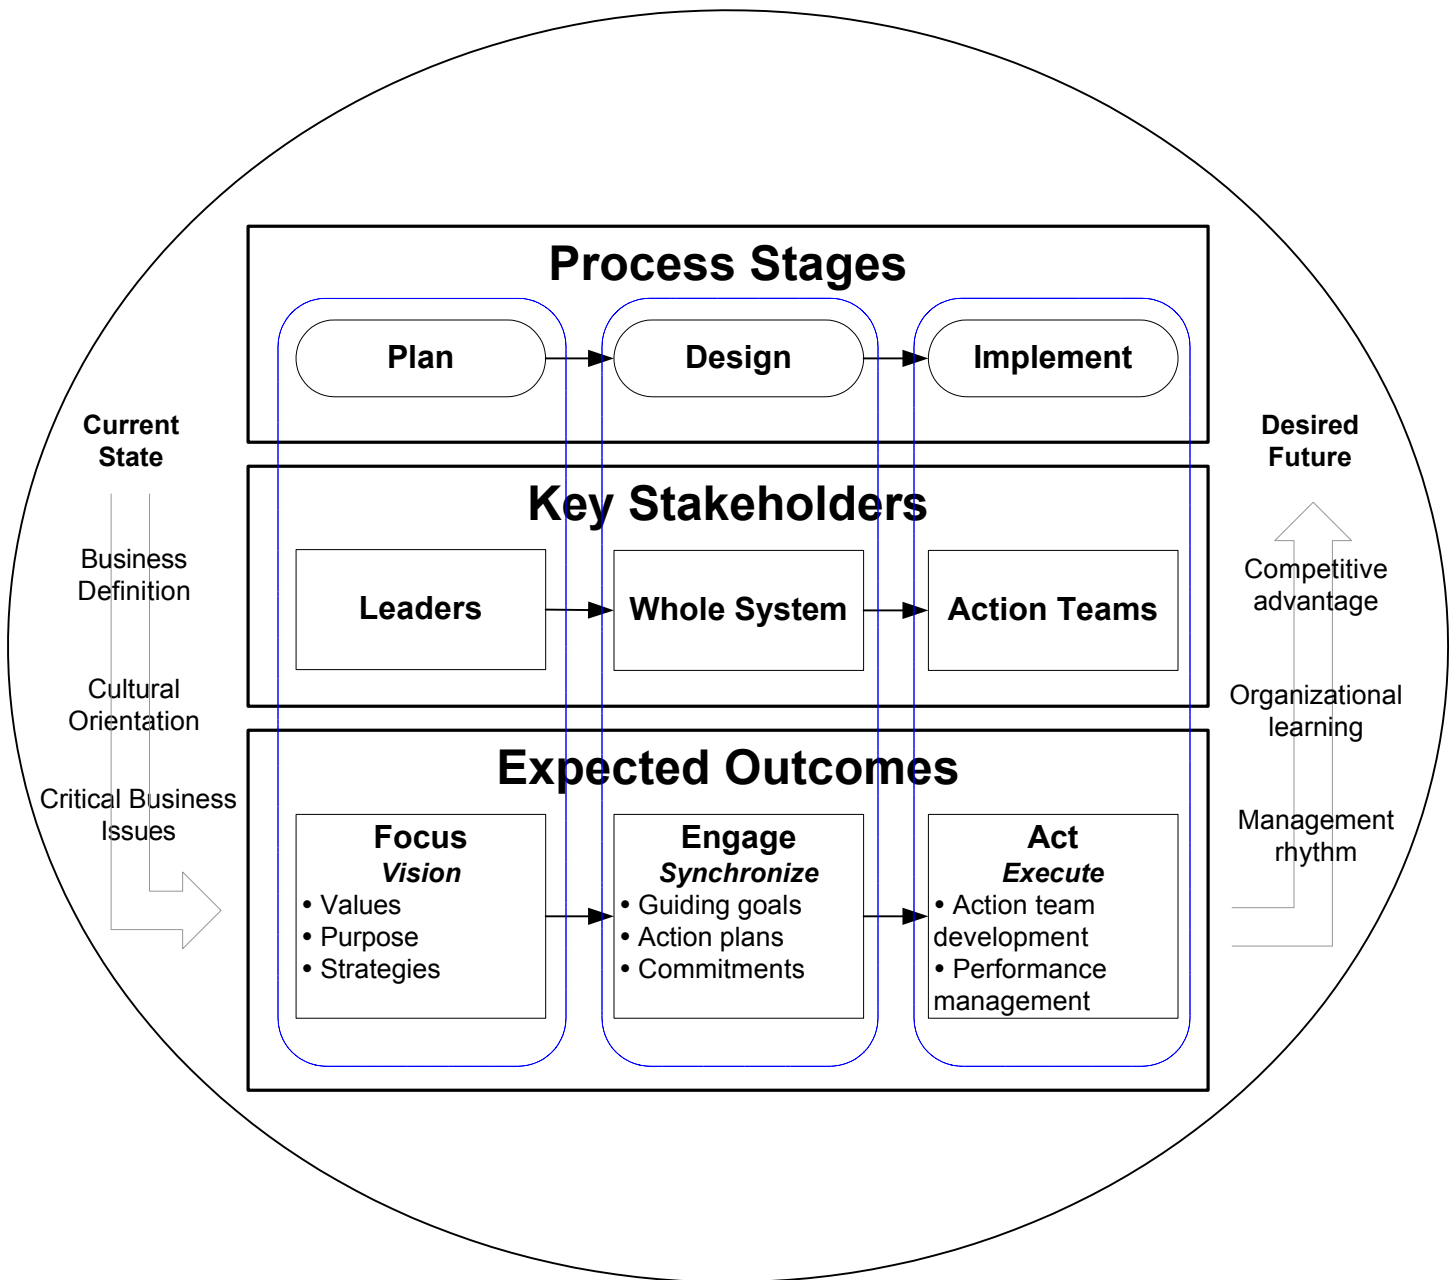 Process Stages
Plan
Design
Implement
Current
State
Business
Definition
Cultural
Orientation
Critical Business
Issues
Key Stakeholders
Leaders
Whole System
Action Teams
Expected Outcomes
Focus
Vision
• Values
• Purpose
• Strategies
Engage
Synchronize
• Guiding goals
• Action plans
• Commitments
Act
Execute
• Action team
development
• Performance
management
Desired
Future
Competitive
advantage
Organizational
learning
Management
rhythm